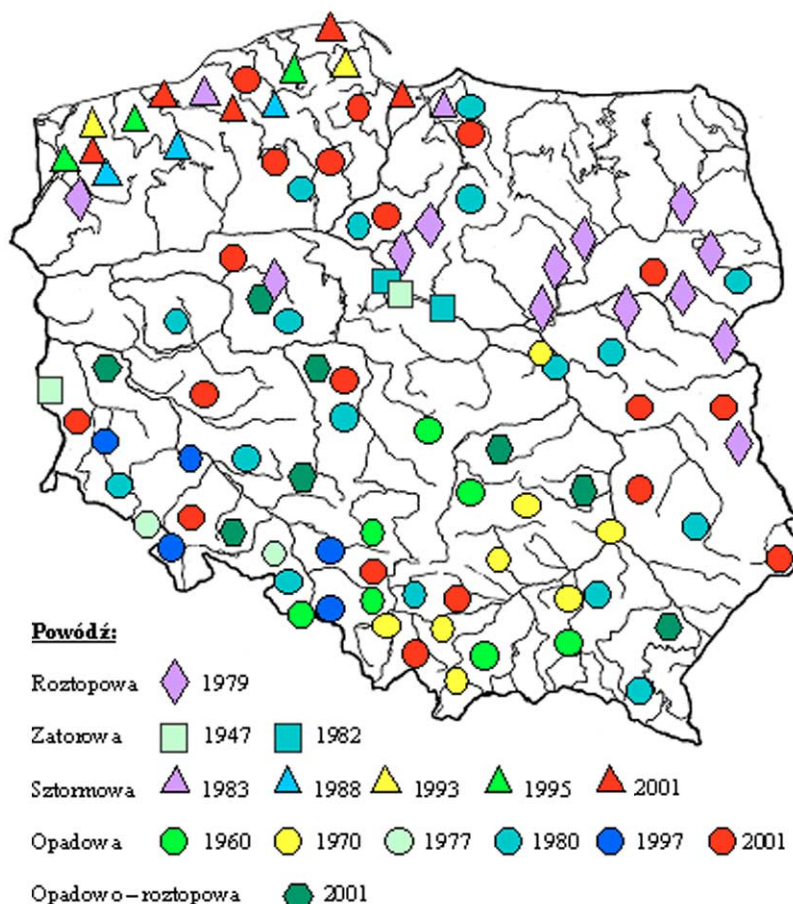 Powódź:
Roztopowa 1979
Zatorowa 1947 1982
Sztormowa 1983 1988 1993 1995 2001
Opadowa 1960 1970 1977 1980 1997 2001
Opadowo – roztopowa 2001